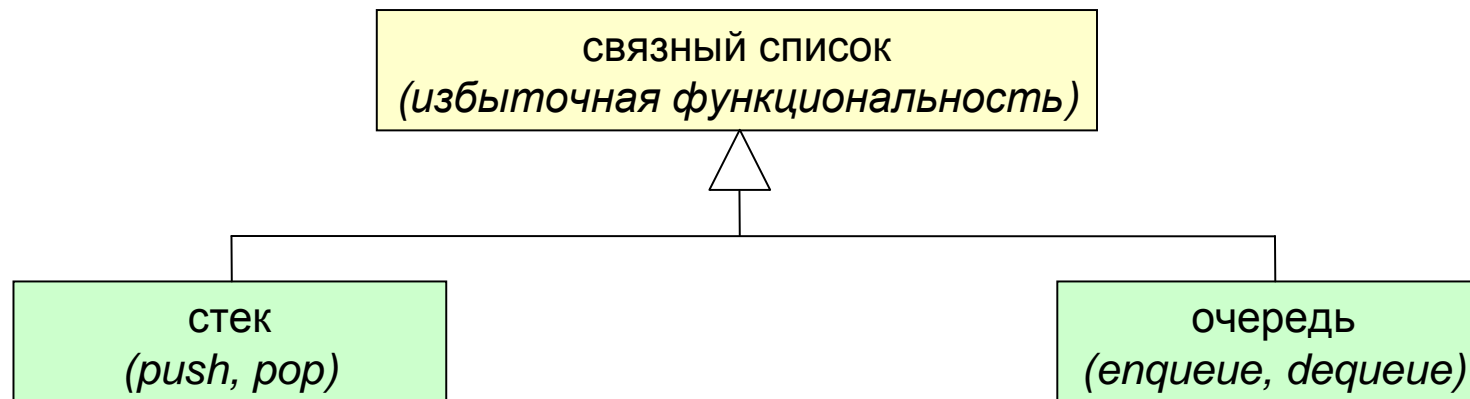 связный список
(избыточная функциональность)
стек
(push, pop)
очередь
(enqueue, dequeue)